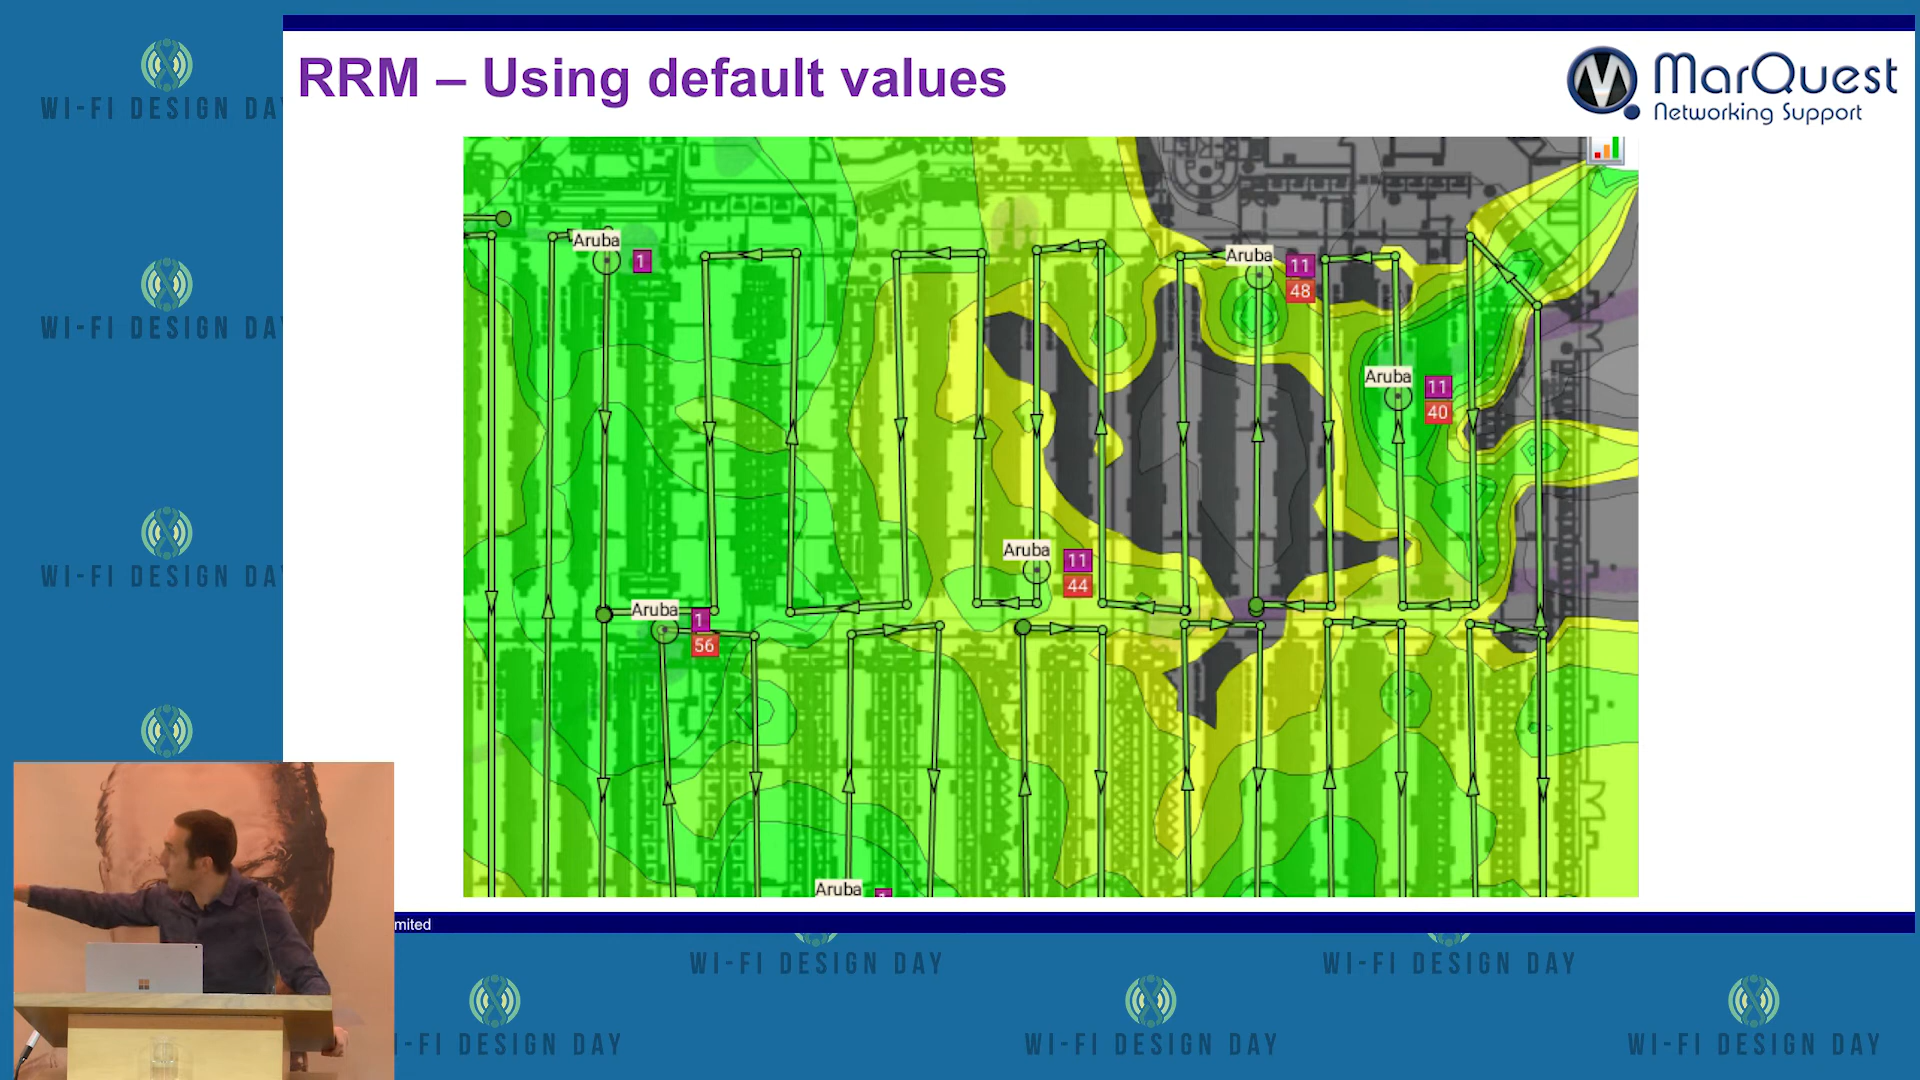 RRM – Using default values
MarQuest
Networking Support
WI-FI DESIGN DA
Aruba
1
Aruba
11
48
WI-FI DESIGN DA
Aruba
11
40
Aruba
11
44
WI-FI DESIGN DA
Aruba
1
56
Aruba
mited
WI-FI DESIGN DAY
WI-FI DESIGN DAY
I-FI DESIGN DAY
WI-FI DESIGN DAY
WI-FI DESIGN DAY